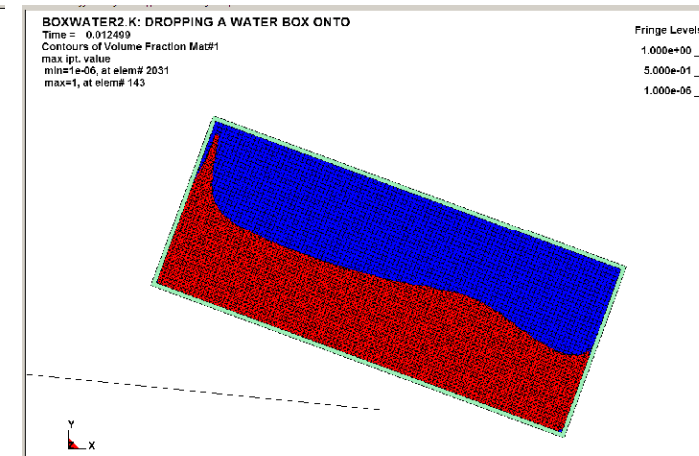 BOXWATER2.K: DROPPING A WATER BOX ONTO
Time = 0.012499
Contours of Volume Fraction Mat#1
max ipt. value
min=1e-06, at elem# 2031
max=1, at elem# 143
Fringe Levels
1.000e+00
5.000e-01
1.000e-06
Y
X